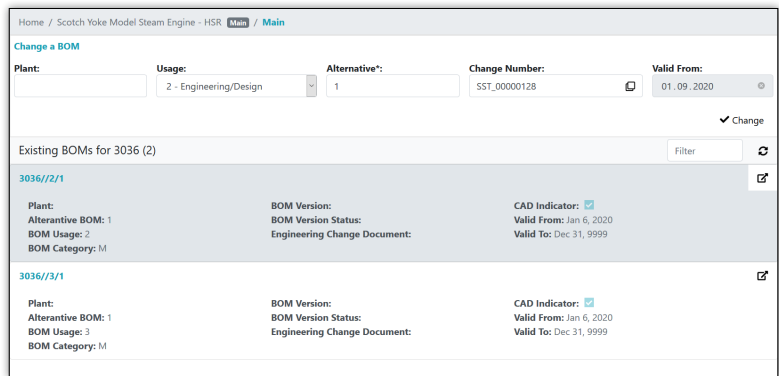 Home / Scotch Yoke Model Steam Engine - HSR Main / Main
Change a BOM
Plant: Usage: Alternative*: Change Number: Valid From:
2 - Engineering/Design 1 SST_00000128 01.09.2020
Change
Existing BOMs for 3036 (2) Filter
3036//2/1
Plant: BOM Version: CAD Indicator:
Alterantive BOM: 1 BOM Version Status: Valid From: Jan 6, 2020
BOM Usage: 2 Engineering Change Document: Valid To: Dec 31, 9999
BOM Category: M
3036//3/1
Plant: BOM Version: CAD Indicator:
Alterantive BOM: 1 BOM Version Status: Valid From: Jan 6, 2020
BOM Usage: 3 Engineering Change Document: Valid To: Dec 31, 9999
BOM Category: M